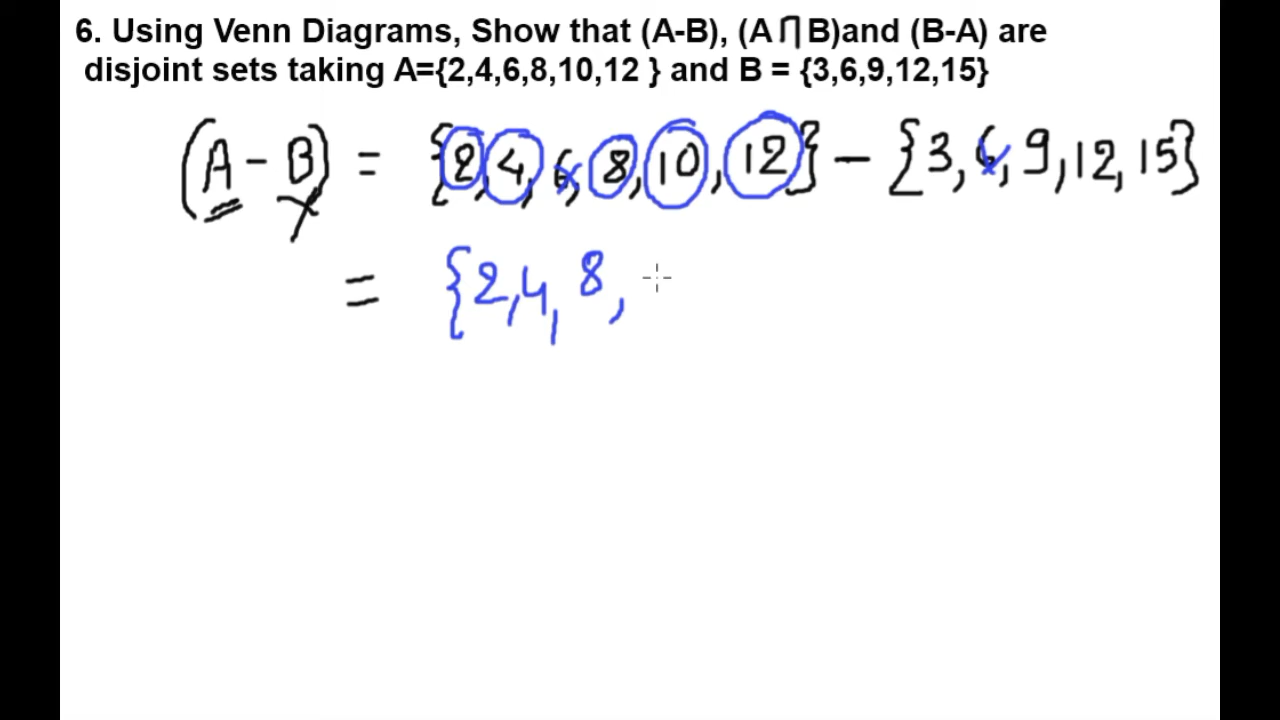 6. Using Venn Diagrams, Show that (A-B), (A⋂B)and (B-A) are
disjoint sets taking A={2,4,6,8,10,12 } and B = {3,6,9,12,15}
(A - B) = {2,4,6,8,10,12} - {3,6,9,12,15}
= {2,4,8,